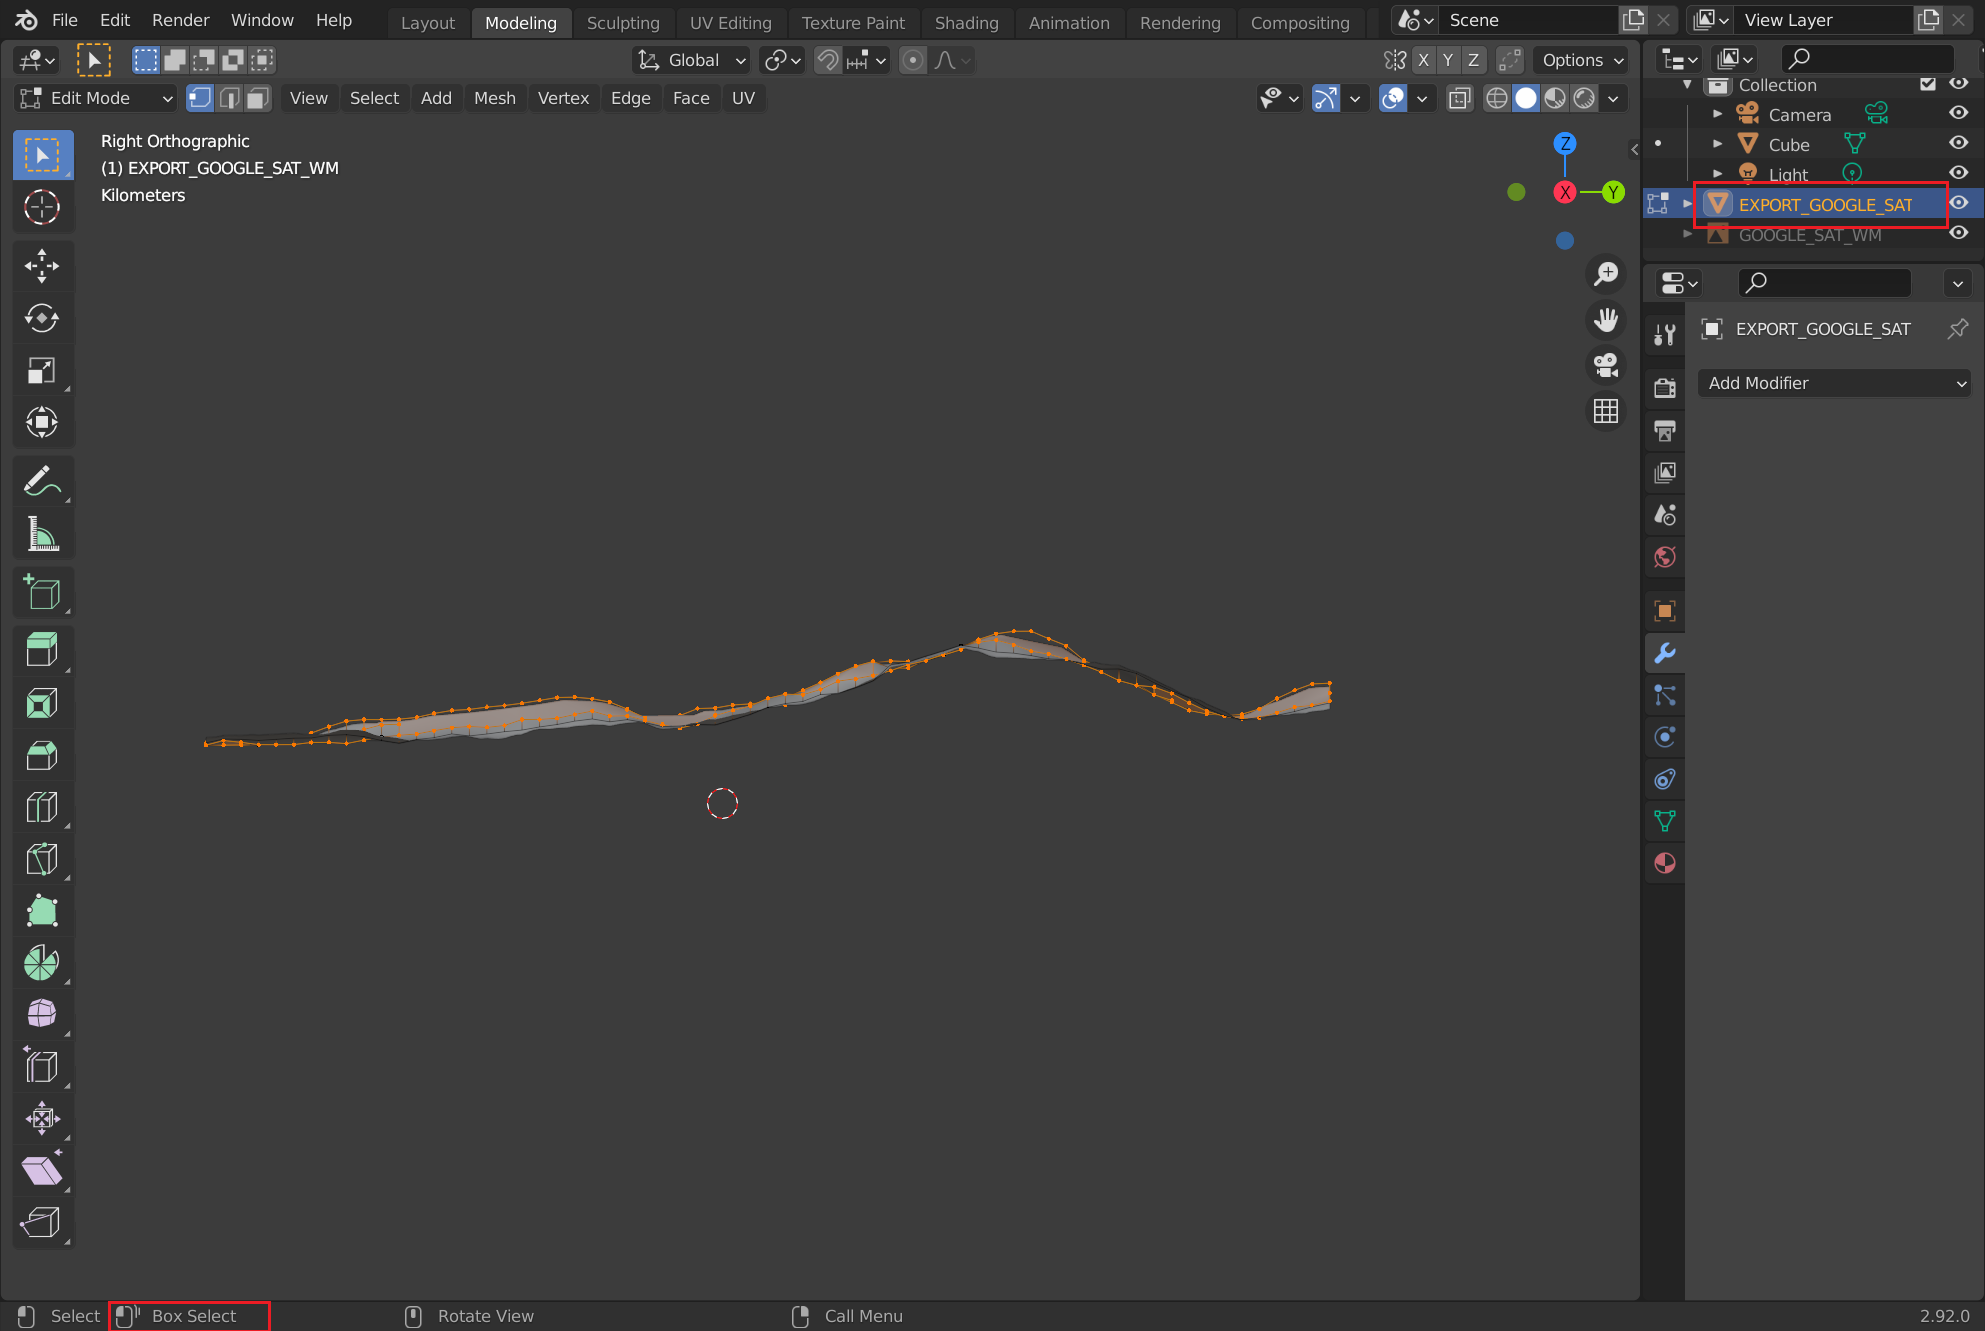 File Edit Render Window Help Layout Modeling Sculpting UV Editing Texture Paint Shading Animation Rendering Compositing Scene View Layer
Global X Y Z Options
Edit Mode View Select Add Mesh Vertex Edge Face UV
Collection
Camera
Cube
Light
EXPORT_GOOGLE_SAT
GOOGLE_SAT_WM
Right Orthographic
(1) EXPORT_GOOGLE_SAT_WM
Kilometers
Z
X Y
EXPORT_GOOGLE_SAT
Add Modifier
Select Box Select Rotate View Call Menu 2.92.0